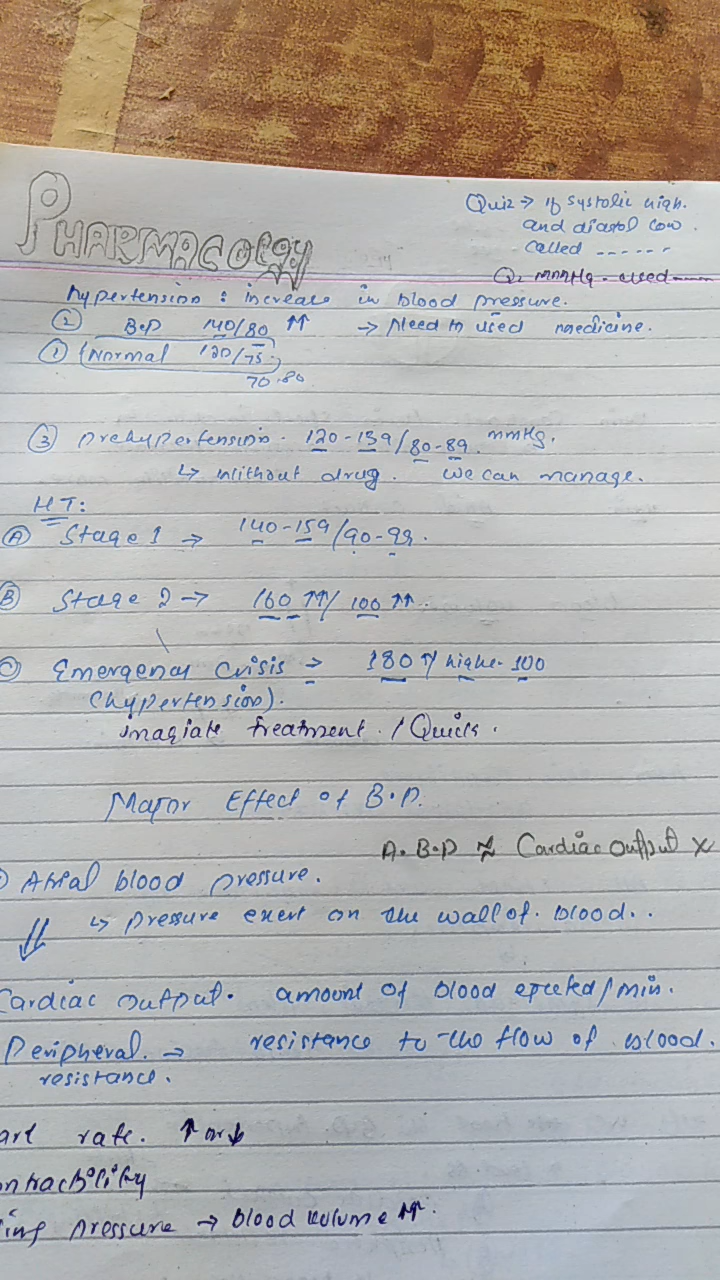 PHARMACOLOGY
Quiz → If systolic high.
and diastol low.
called ------
Q. mmHg - used ----
hypertension : increase in blood pressure.
② B.P 140/80 ↑↑ → Need to used medicine.
① (Normal 120/75.
70-80
③ Prehypertension. 120-139/80-89. mmHg.
↳ Without drug. We can manage.
HT:
Ⓐ Stage 1 → 140-159/90-99.
Ⓑ Stage 2 → 160 ↑↑/ 100 ↑↑.
Emergency Crisis → 180 ↑/ higher 100
(hypertension).
imagiate treatment. / Quick.
Major Effect of B.P.
A. B.P ≈ Cardiac output ×
Atrial blood pressure.
⇓ ↳ pressure exert on the wall of. blood..
Cardiac output. amount of blood ejected/min.
Peripheral. → resistance to the flow of blood.
resistance.
art rate. ↑ or ↓
ntractility
ing pressure → blood volume ↑↑.